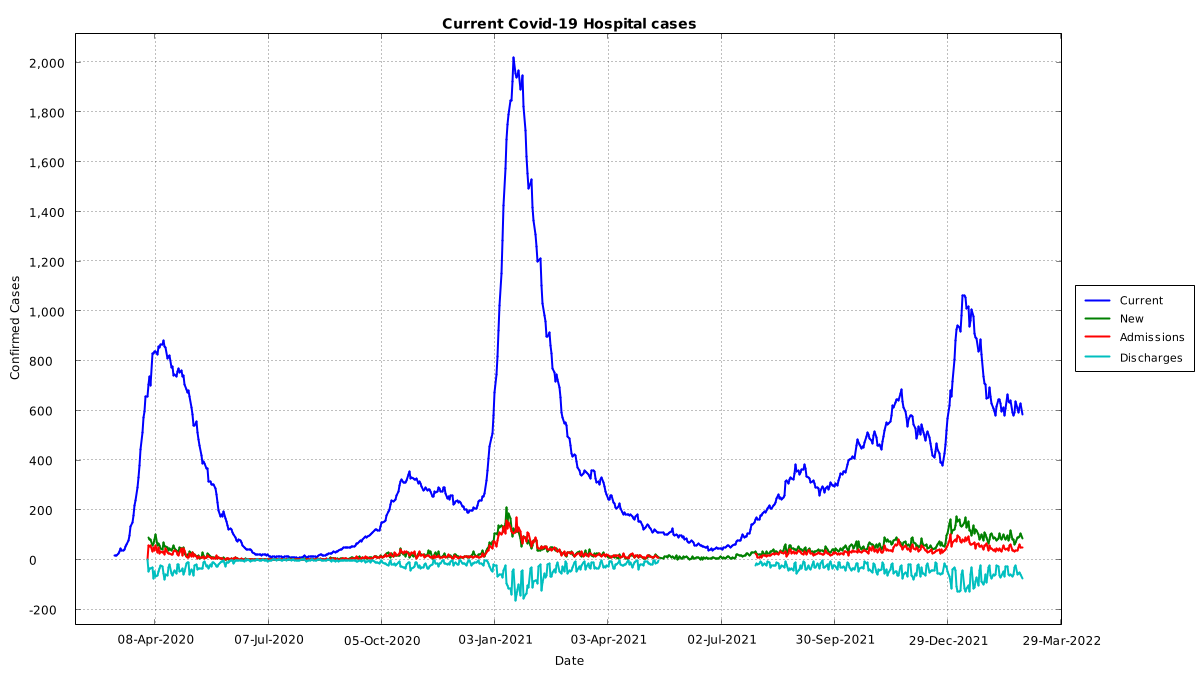 Current Covid-19 Hospital cases
2,000
1,800
1,600
1,400
1,200
1,000
800
600
400
200
0
-200
Confirmed Cases
08-Apr-2020
07-Jul-2020
05-Oct-2020
03-Jan-2021
03-Apr-2021
02-Jul-2021
30-Sep-2021
29-Dec-2021
29-Mar-2022
Date
Current
New
Admissions
Discharges